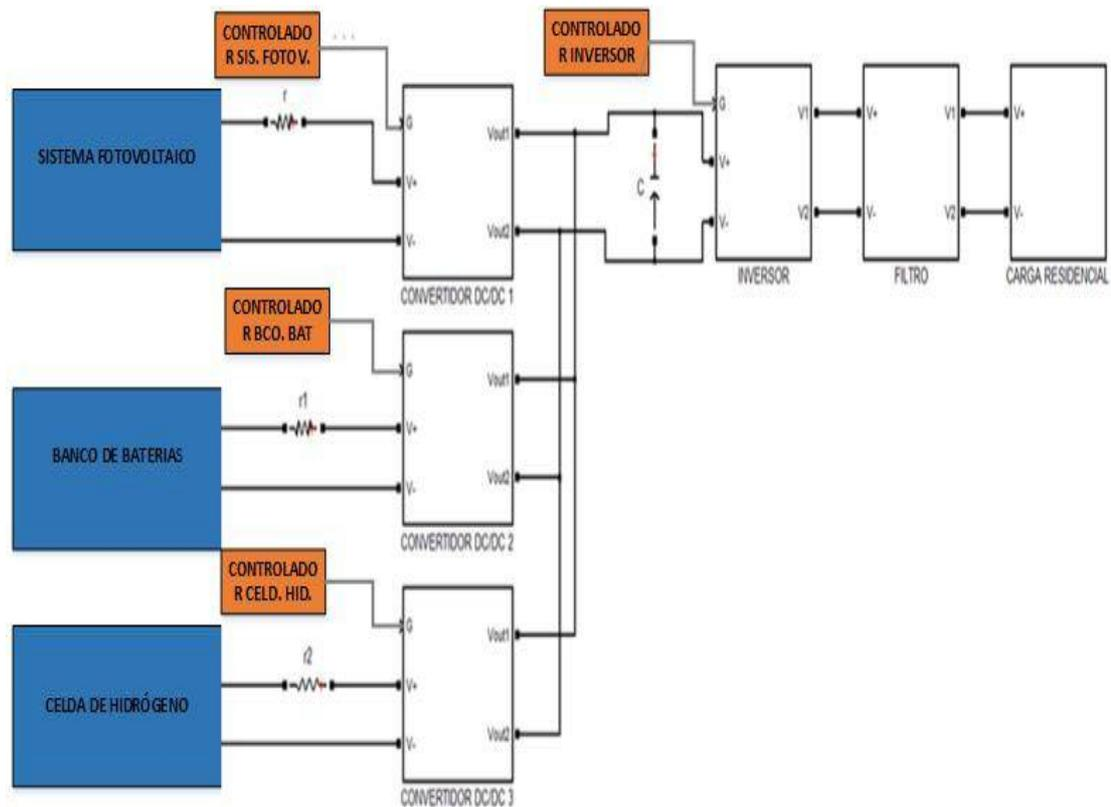 CONTROLADO
R SIS. FOTOV.
. . .
CONTROLADO
R INVERSOR
SISTEMA FOTOVOLTAICO
r
G
V+
V-
Vout1
Vout2
CONVERTIDOR DC/DC 1
C
G
V+
V-
V1
V2
INVERSOR
V+
V-
V1
V2
FILTRO
V+
V-
CARGA RESIDENCIAL
CONTROLADO
R BCO. BAT
BANCO DE BATERIAS
r1
G
V+
V-
Vout1
Vout2
CONVERTIDOR DC/DC 2
CONTROLADO
R CELD. HID.
CELDA DE HIDRÓGENO
r2
G
V+
V-
Vout1
Vout2
CONVERTIDOR DC/DC 3